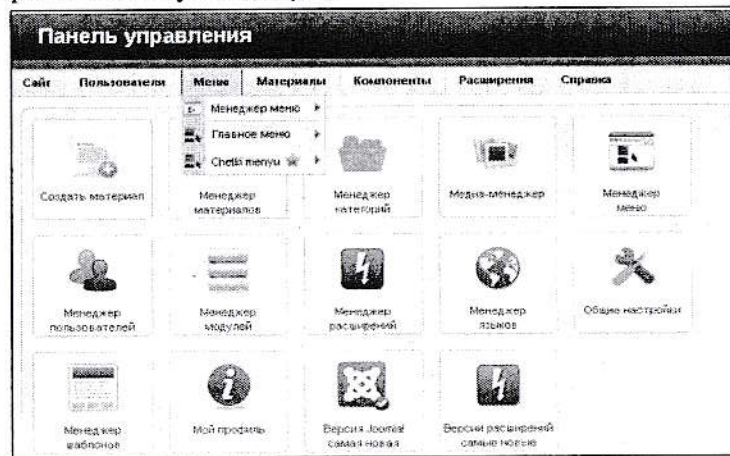 Панель управления
Сайт Пользователи Меню Материалы Компоненты Расширения Справка
Менеджер меню
Главное меню
Chetki menyu
Создать материал
Менеджер
материалов
Менеджер
категорий
Медиа-менеджер
Менеджер
меню
Менеджер
пользователей
Менеджер
модулей
Менеджер
расширений
Менеджер
языков
Общие настройки
Менеджер
шаблонов
Мой профиль
Версия Joomla!
самая новая
Версии расширений
самые новые